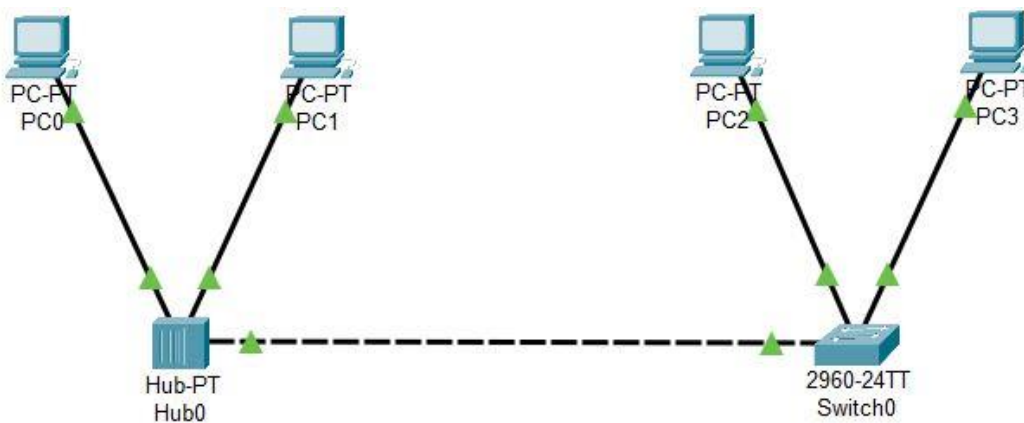 PC-PT
PC0
PC-PT
PC1
PC-PT
PC2
PC-PT
PC3
Hub-PT
Hub0
2960-24TT
Switch0